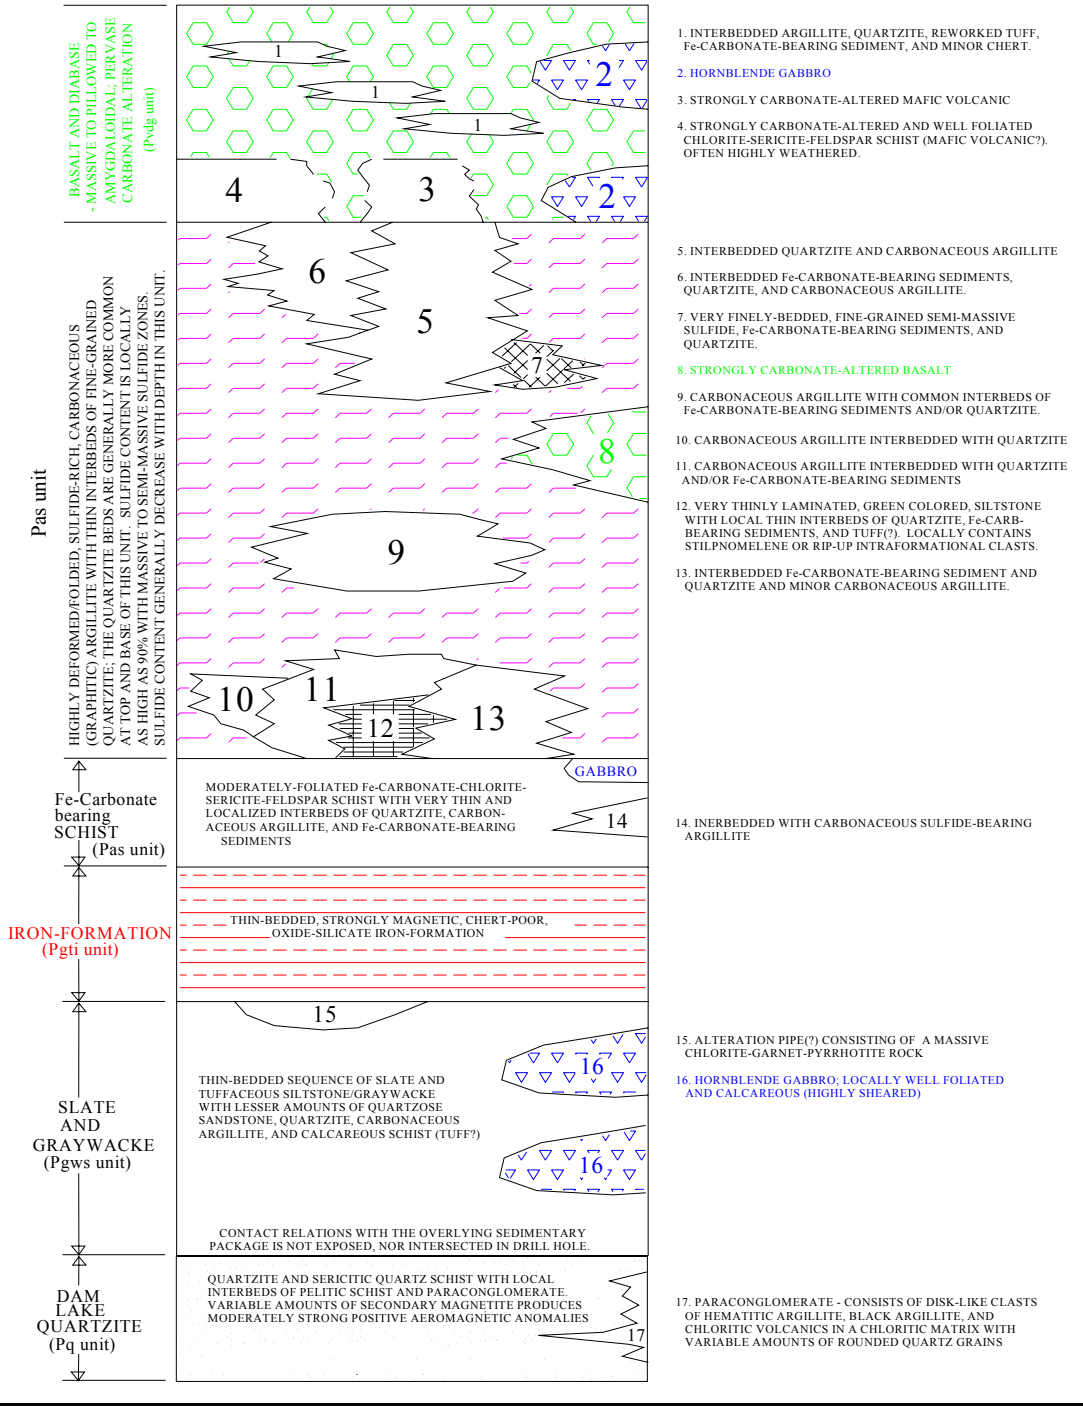 BASALT AND DIABASE
- MASSIVE TO PILLOWED TO
AMYGDALOIDAL; PERVASE
CARBONATE ALTERATION
(Pvdg unit)
1
1
1
2
2
4
3
1. INTERBEDDED ARGILLITE, QUARTZITE, REWORKED TUFF,
Fe-CARBONATE-BEARING SEDIMENT, AND MINOR CHERT.
2. HORNBLENDE GABBRO
3. STRONGLY CARBONATE-ALTERED MAFIC VOLCANIC
4. STRONGLY CARBONATE-ALTERED AND WELL FOLIATED
CHLORITE-SERICITE-FELDSPAR SCHIST (MAFIC VOLCANIC?).
OFTEN HIGHLY WEATHERED.
Pas unit
HIGHLY DEFORMED/FOLDED, SULFIDE-RICH, CARBONACEOUS
(GRAPHITIC) ARGILLITE WITH THIN INTERBEDS OF FINE-GRAINED
QUARTZITE; THE QUARTZITE BEDS ARE GENERALLY MORE COMMON
AT TOP AND BASE OF THIS UNIT. SULFIDE CONTENT IS LOCALLY
AS HIGH AS 90% WITH MASSIVE TO SEMI-MASSIVE SULFIDE ZONES.
SULFIDE CONTENT GENERALLY DECREASE WITH DEPTH IN THIS UNIT.
6
5
7
8
9
10
11
12
13
5. INTERBEDDED QUARTZITE AND CARBONACEOUS ARGILLITE
6. INTERBEDDED Fe-CARBONATE-BEARING SEDIMENTS,
QUARTZITE, AND CARBONACEOUS ARGILLITE.
7. VERY FINELY-BEDDED, FINE-GRAINED SEMI-MASSIVE
SULFIDE, Fe-CARBONATE-BEARING SEDIMENTS, AND
QUARTZITE.
8. STRONGLY CARBONATE-ALTERED BASALT
9. CARBONACEOUS ARGILLITE WITH COMMON INTERBEDS OF
Fe-CARBONATE-BEARING SEDIMENTS AND/OR QUARTZITE.
10. CARBONACEOUS ARGILLITE INTERBEDDED WITH QUARTZITE
11. CARBONACEOUS ARGILLITE INTERBEDDED WITH QUARTZITE
AND/OR Fe-CARBONATE-BEARING SEDIMENTS
12. VERY THINLY LAMINATED, GREEN COLORED, SILTSTONE
WITH LOCAL THIN INTERBEDS OF QUARTZITE, Fe-CARB-
BEARING SEDIMENTS, AND TUFF(?). LOCALLY CONTAINS
STILPNOMELENE OR RIP-UP INTRAFORMATIONAL CLASTS.
13. INTERBEDDED Fe-CARBONATE-BEARING SEDIMENT AND
QUARTZITE AND MINOR CARBONACEOUS ARGILLITE.
Fe-Carbonate
bearing
SCHIST
(Pas unit)
MODERATELY-FOLIATED Fe-CARBONATE-CHLORITE-
SERICITE-FELDSPAR SCHIST WITH VERY THIN AND
LOCALIZED INTERBEDS OF QUARTZITE, CARBON-
ACEOUS ARGILLITE, AND Fe-CARBONATE-BEARING
SEDIMENTS
GABBRO
14
14. INERBEDDED WITH CARBONACEOUS SULFIDE-BEARING
ARGILLITE
IRON-FORMATION
(Pgti unit)
THIN-BEDDED, STRONGLY MAGNETIC, CHERT-POOR,
OXIDE-SILICATE IRON-FORMATION
SLATE
AND
GRAYWACKE
(Pgws unit)
15
16
16
THIN-BEDDED SEQUENCE OF SLATE AND
TUFFACEOUS SILTSTONE/GRAYWACKE
WITH LESSER AMOUNTS OF QUARTZOSE
SANDSTONE, QUARTZITE, CARBONACEOUS
ARGILLITE, AND CALCAREOUS SCHIST (TUFF?)
CONTACT RELATIONS WITH THE OVERLYING SEDIMENTARY
PACKAGE IS NOT EXPOSED, NOR INTERSECTED IN DRILL HOLE.
15. ALTERATION PIPE(?) CONSISTING OF A MASSIVE
CHLORITE-GARNET-PYRRHOTITE ROCK
16. HORNBLENDE GABBRO; LOCALLY WELL FOLIATED
AND CALCAREOUS (HIGHLY SHEARED)
DAM
LAKE
QUARTZITE
(Pq unit)
QUARTZITE AND SERICITIC QUARTZ SCHIST WITH LOCAL
INTERBEDS OF PELITIC SCHIST AND PARACONGLOMERATE.
VARIABLE AMOUNTS OF SECONDARY MAGNETITE PRODUCES
MODERATELY STRONG POSITIVE AEROMAGNETIC ANOMALIES
17
17. PARACONGLOMERATE - CONSISTS OF DISK-LIKE CLASTS
OF HEMATITIC ARGILLITE, BLACK ARGILLITE, AND
CHLORITIC VOLCANICS IN A CHLORITIC MATRIX WITH
VARIABLE AMOUNTS OF ROUNDED QUARTZ GRAINS